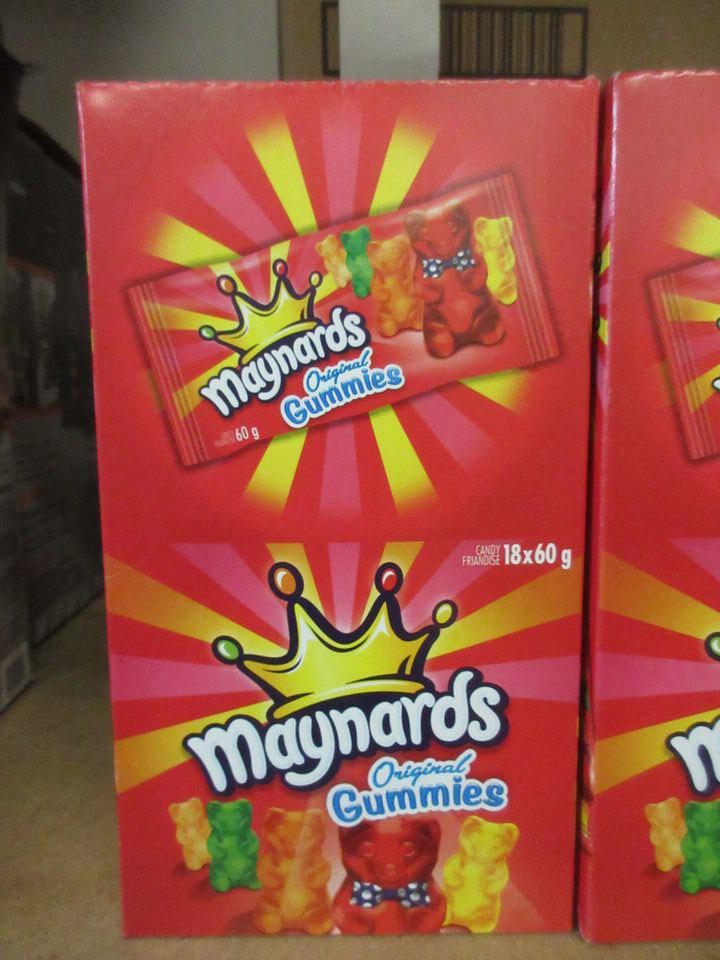 maynards
Original
Gummies
60 g
CANDY
FRIANDISE 18x60 g
maynards
Original
Gummies